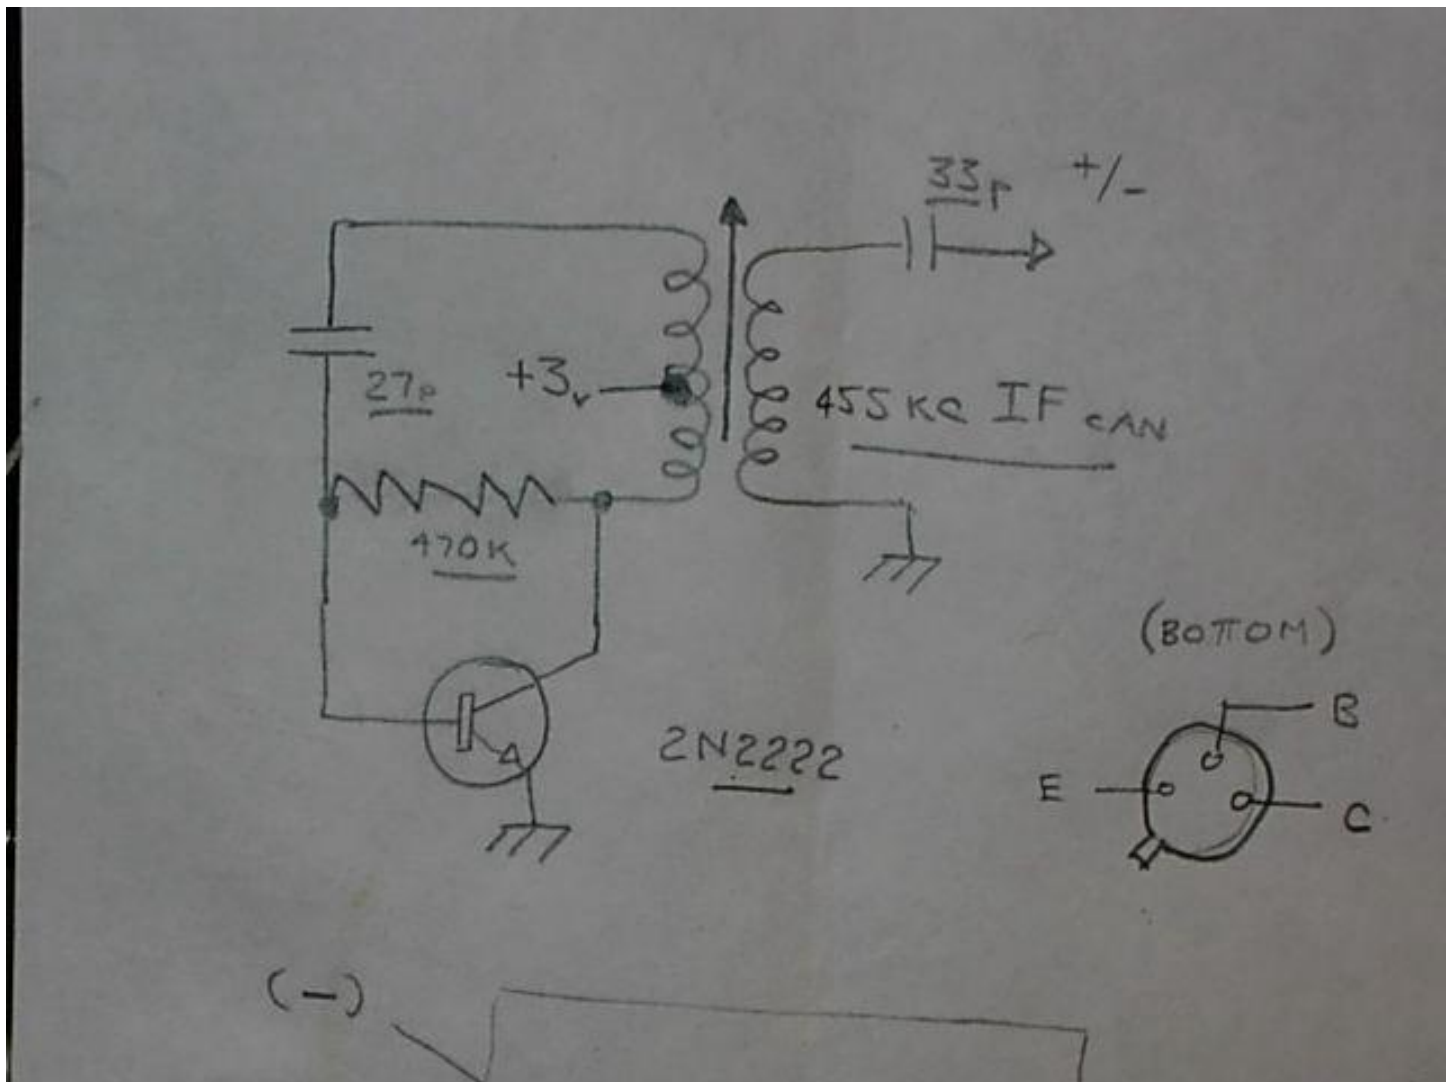 33p +/-
27p
+3v
455 KC IF CAN
470K
(BOTTOM)
B
2N2222
E
C
(-)